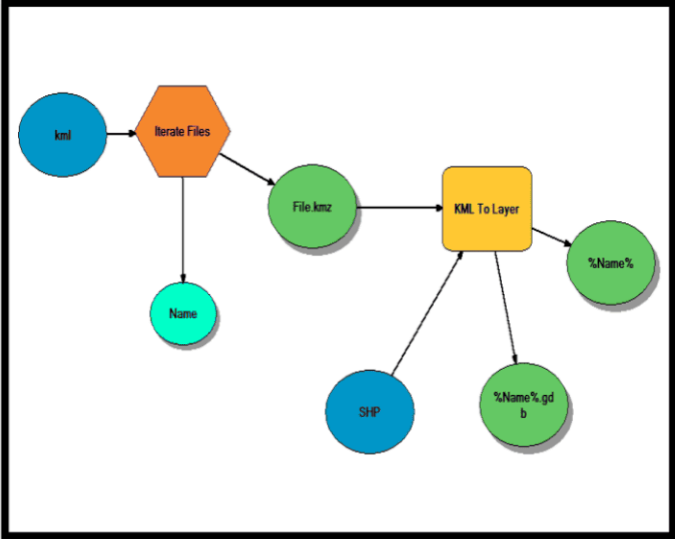 kml
Iterate Files
File.kmz
KML To Layer
%Name%
Name
SHP
%Name%.gd
b